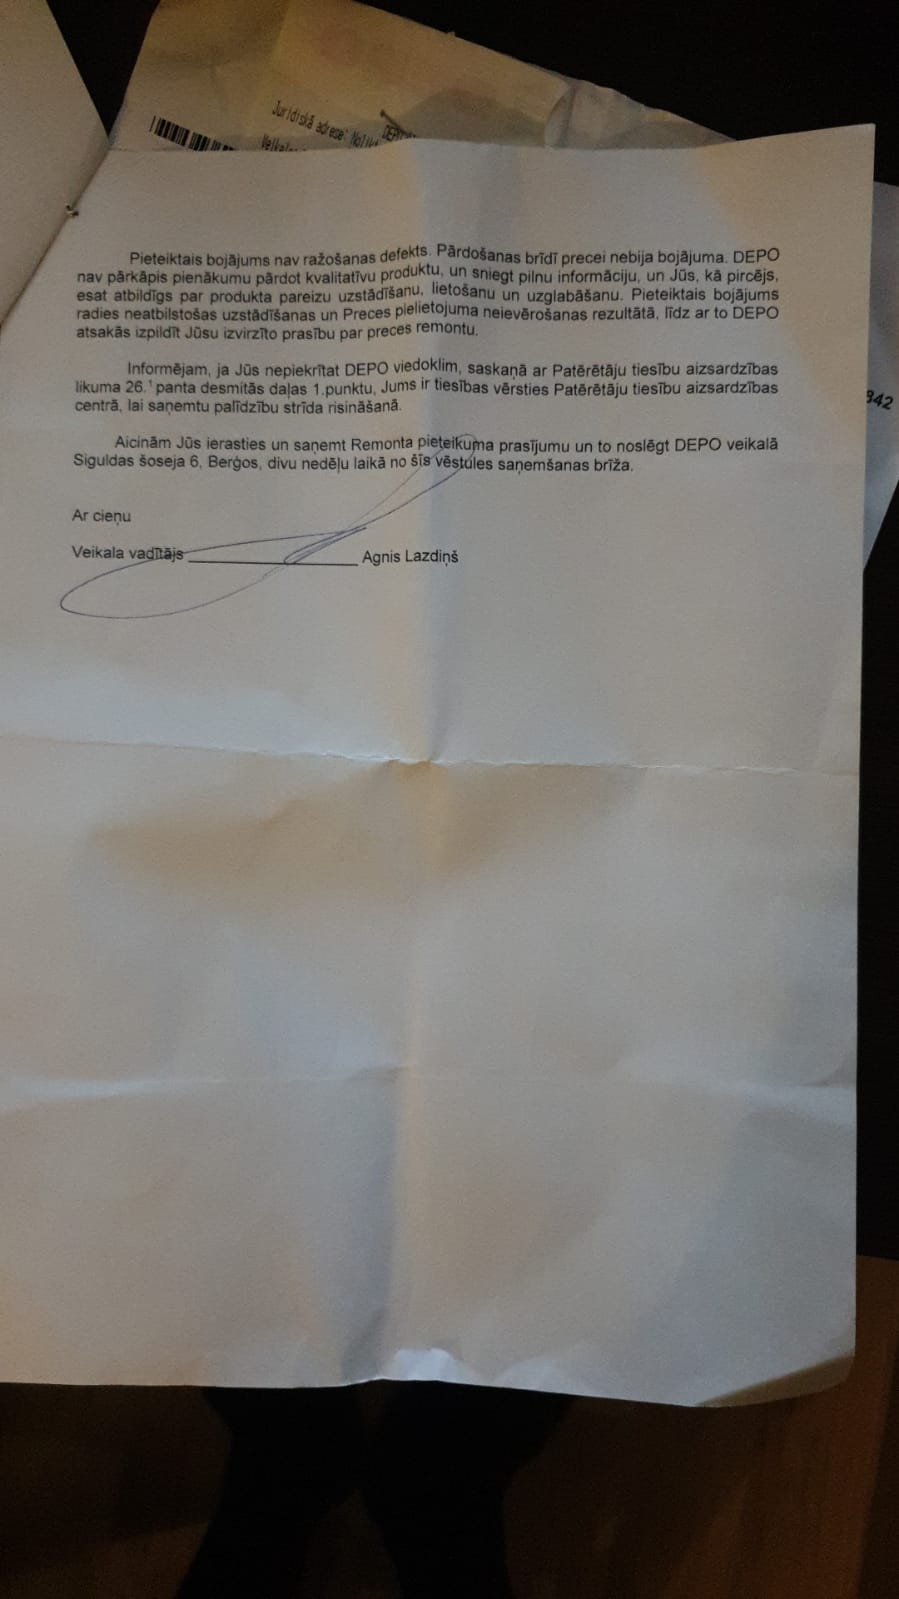 Juridiskā adrese: Nolikt
DEPO
Veikals
Pieteiktais bojājums nav ražošanas defekts. Pārdošanas brīdī precei nebija bojājuma. DEPO
nav pārkāpis pienākumu pārdot kvalitatīvu produktu, un sniegt pilnu informāciju, un Jūs, kā pircējs,
esat atbildīgs par produkta pareizu uzstādīšanu, lietošanu un uzglabāšanu. Pieteiktais bojājums
radies neatbilstošas uzstādīšanas un Preces pielietojuma neievērošanas rezultātā, līdz ar to DEPO
atsakās izpildīt Jūsu izvirzīto prasību par preces remontu.
Informējam, ja Jūs nepiekrītat DEPO viedoklim, saskaņā ar Patērētāju tiesību aizsardzības
likuma 26.¹ panta desmitās daļas 1.punktu, Jums ir tiesības vērsties Patērētāju tiesību aizsardzības
centrā, lai saņemtu palīdzību strīda risināšanā.
842
Aicinām Jūs ierasties un saņemt Remonta pieteikuma prasījumu un to noslēgt DEPO veikalā
Siguldas šoseja 6, Berģos, divu nedēļu laikā no šīs vēstules saņemšanas brīža.
Ar cieņu
Veikala vadītājs ____________________ Agnis Lazdiņš